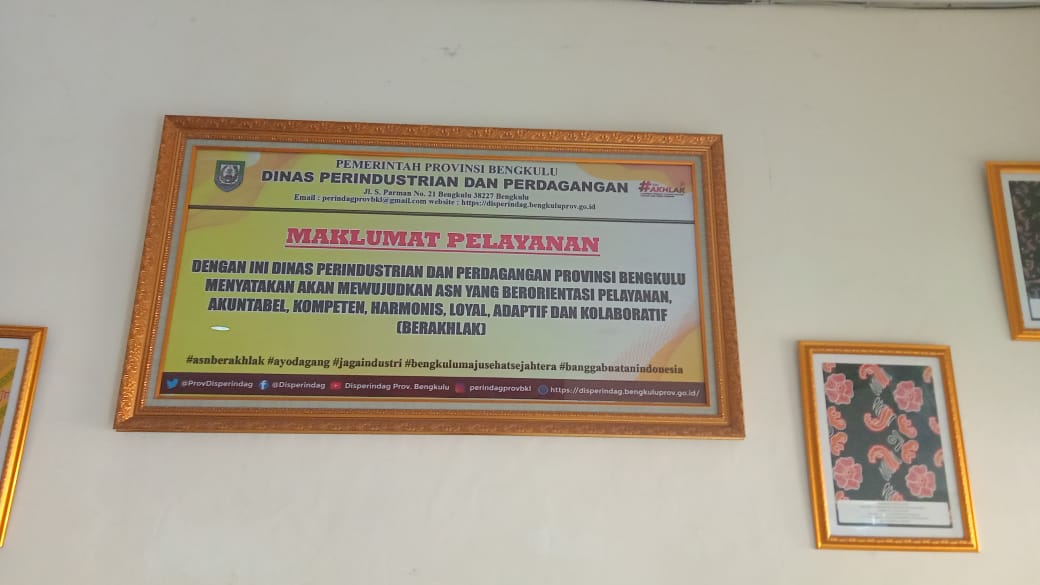 PEMERINTAH PROVINSI BENGKULU
DINAS PERINDUSTRIAN DAN PERDAGANGAN
#AKHLAK
Jl. S. Parman No. 21 Bengkulu 38227 Bengkulu
Email : perindagprovbkl@gmail.com website : https://disperindag.bengkuluprov.go.id
MAKLUMAT PELAYANAN
DENGAN INI DINAS PERINDUSTRIAN DAN PERDAGANGAN PROVINSI BENGKULU
MENYATAKAN AKAN MEWUJUDKAN ASN YANG BERORIENTASI PELAYANAN,
AKUNTABEL, KOMPETEN, HARMONIS, LOYAL, ADAPTIF DAN KOLABORATIF
(BERAKHLAK)
#asnberakhlak #ayodagang #jagaindustri #bengkulumajusehatsejahtera #banggabuatanindonesia
@ProvDisperindag @Disperindag Disperindag Prov. Bengkulu perindagprovbkl https://disperindag.bengkuluprov.go.id/